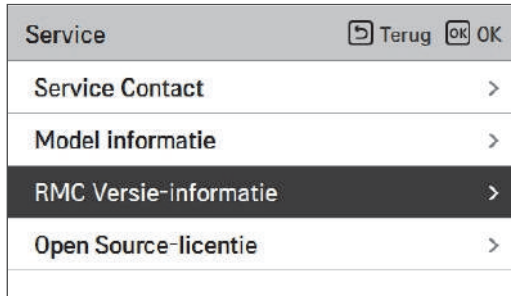 Service Terug OK OK
Service Contact >
Model informatie >
RMC Versie-informatie >
Open Source-licentie >